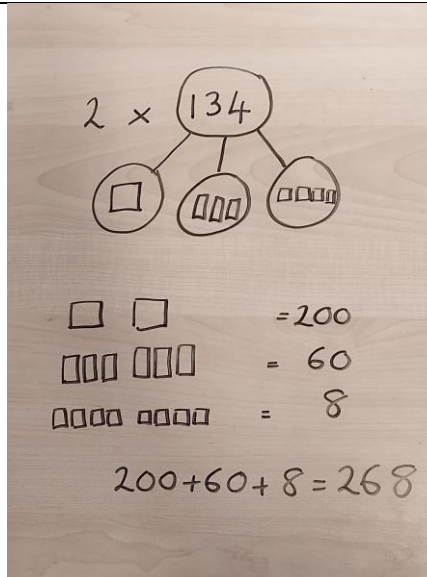 2 × 134
=200
= 60
= 8
200+60+8=268